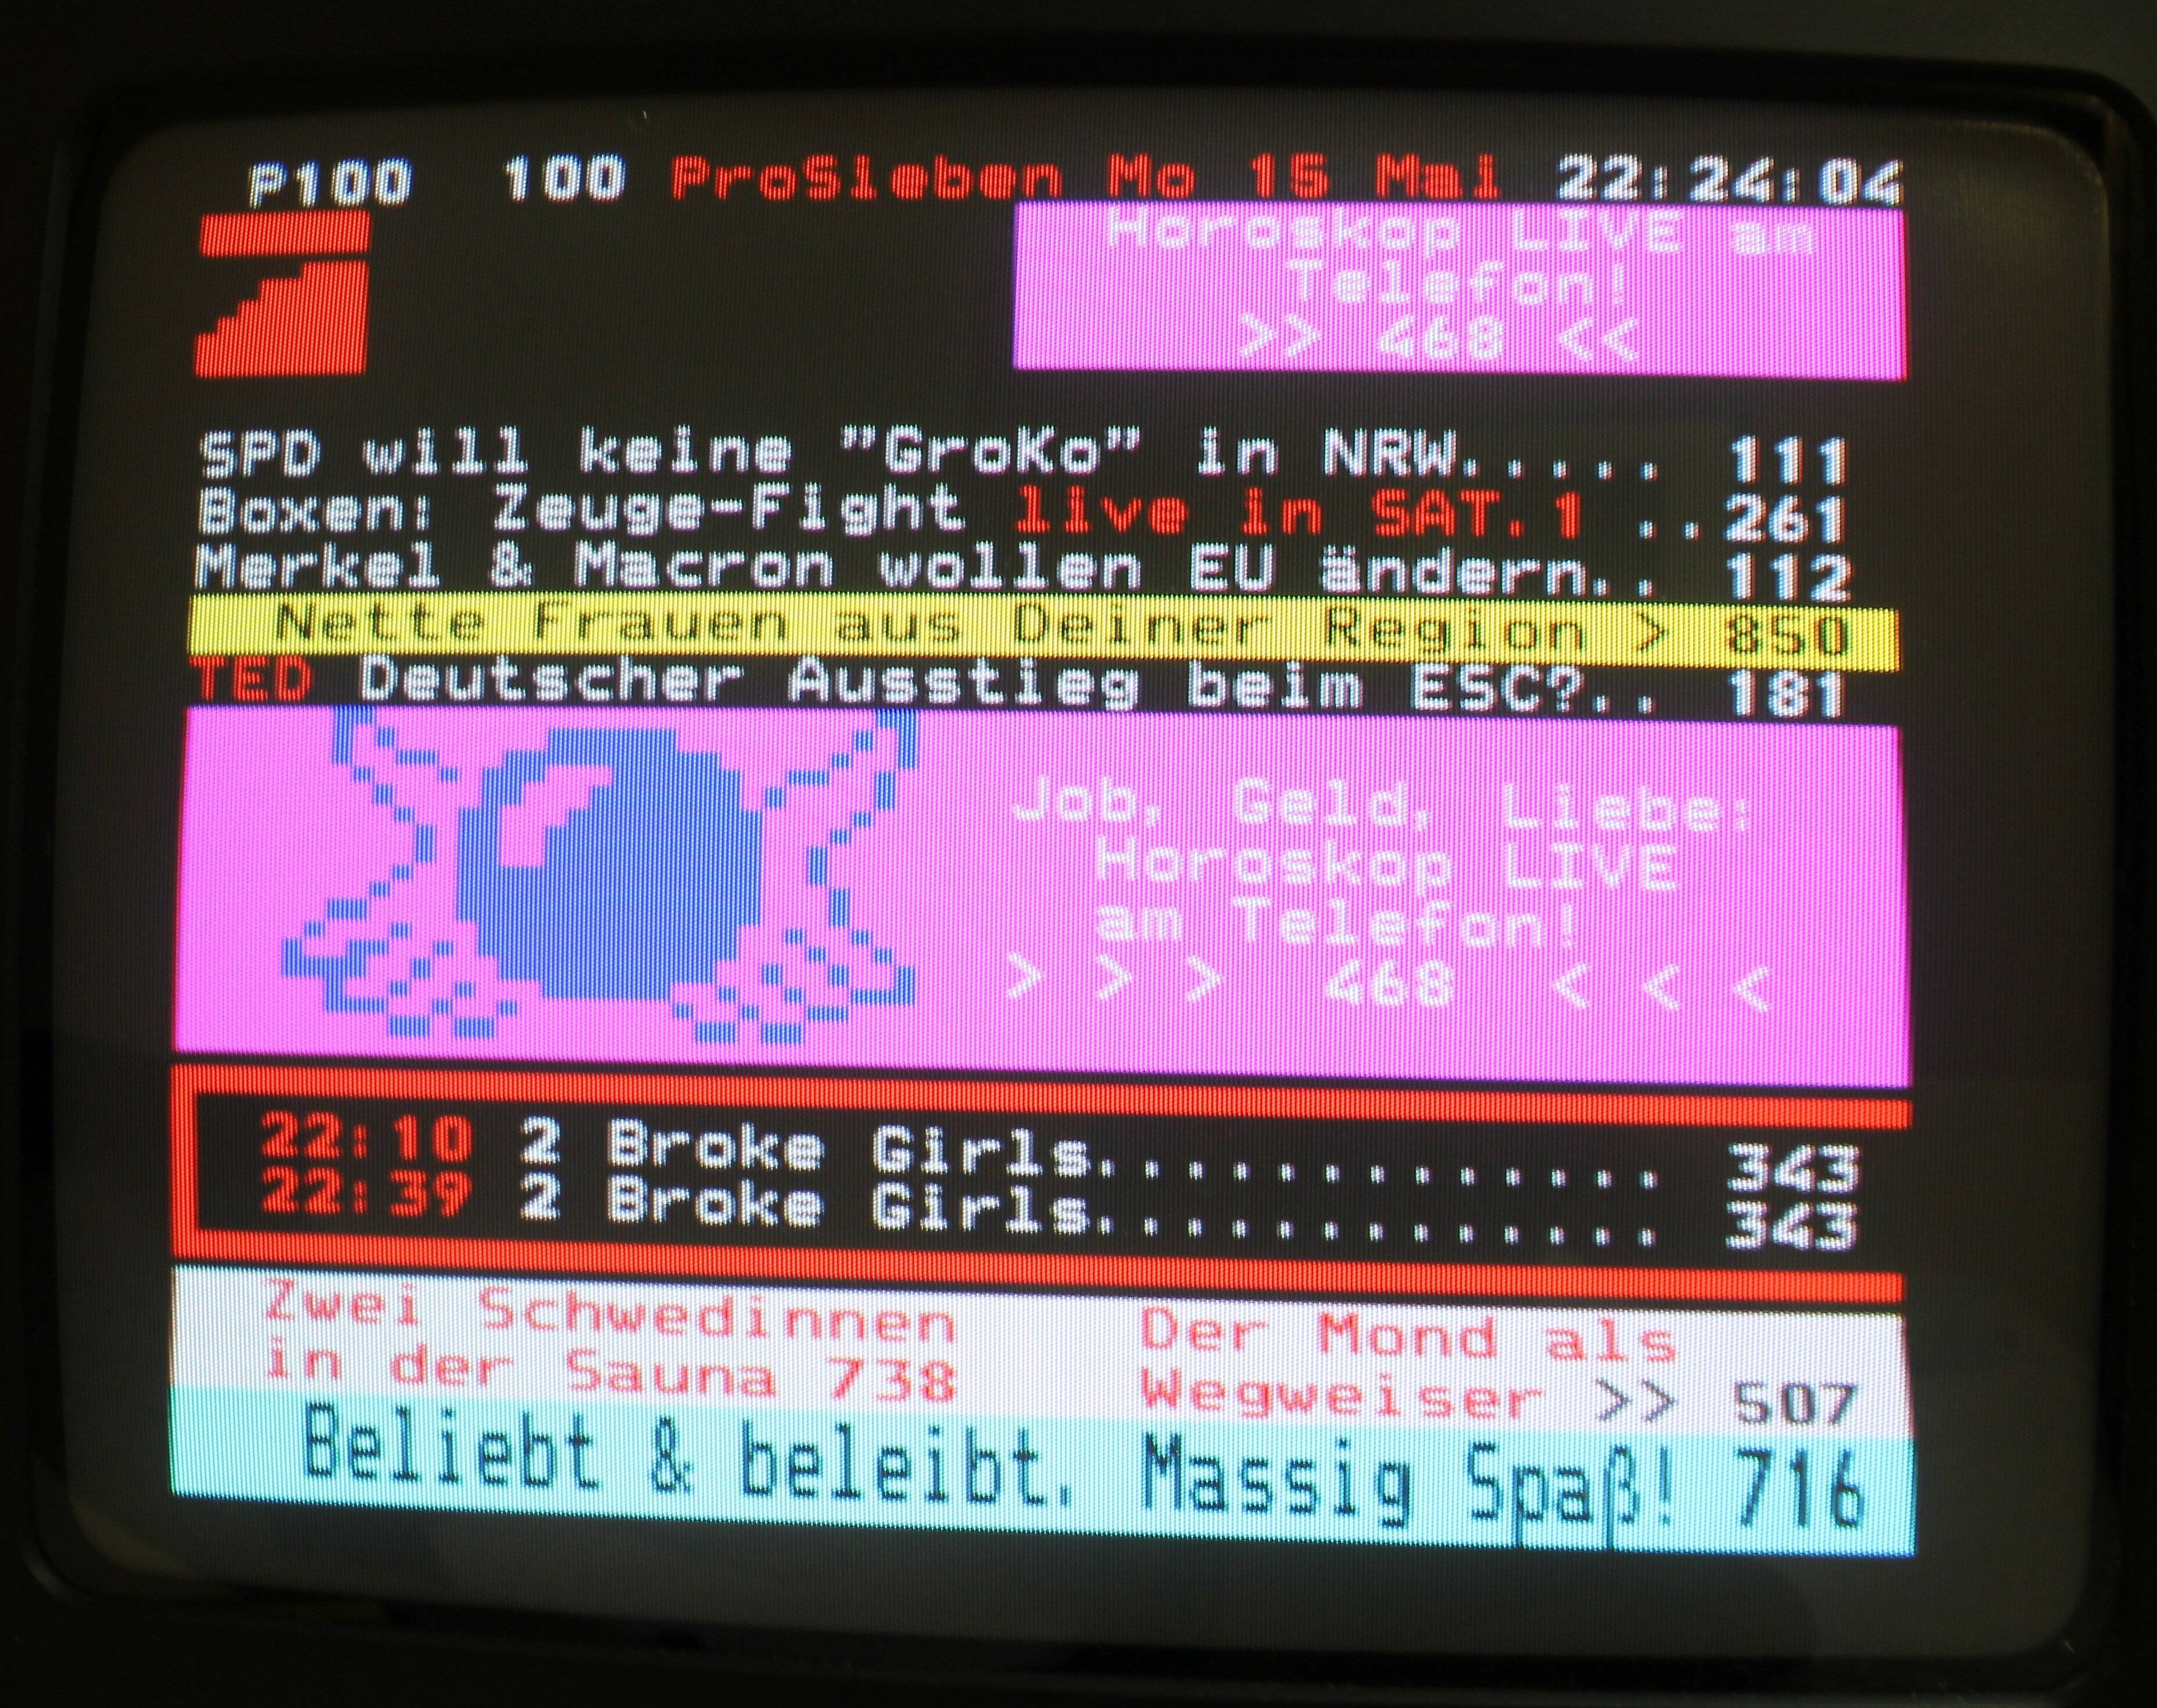 P100 100 ProSieben Mo 15 Mai 22:24:04
Horoskop LIVE am
Telefon!
>> 468 <<
SPD will keine "GroKo" in NRW..... 111
Boxen: Zeuge-Fight live in SAT.1 ..261
Merkel & Macron wollen EU ändern.. 112
Nette Frauen aus Deiner Region > 850
TED Deutscher Ausstieg beim ESC?.. 181
Job, Geld, Liebe:
Horoskop LIVE
am Telefon!
> > > 468 < < <
22:10 2 Broke Girls............. 343
22:39 2 Broke Girls............. 343
Zwei Schwedinnen
in der Sauna 738
Der Mond als
Wegweiser >> 507
Beliebt & beleibt. Massig Spaß! 716